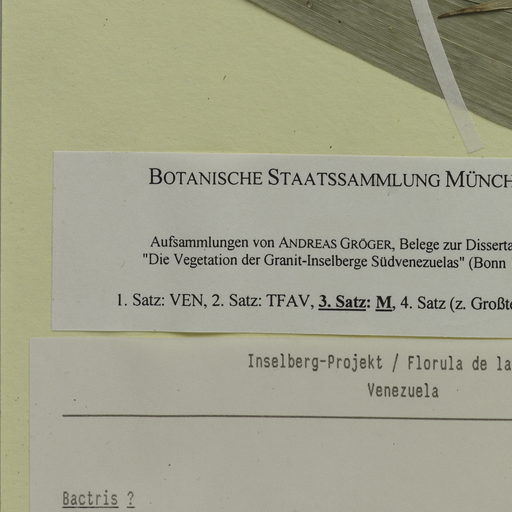 BOTANISCHE STAATSSAMMLUNG MÜNCH
Aufsammlungen von ANDREAS GRÖGER, Belege zur Disserta
"Die Vegetation der Granit-Inselberge Südvenezuelas" (Bonn
1. Satz: VEN, 2. Satz: TFAV, 3. Satz: M, 4. Satz (z. Großte
Inselberg-Projekt / Florula de la
Venezuela
Bactris ?